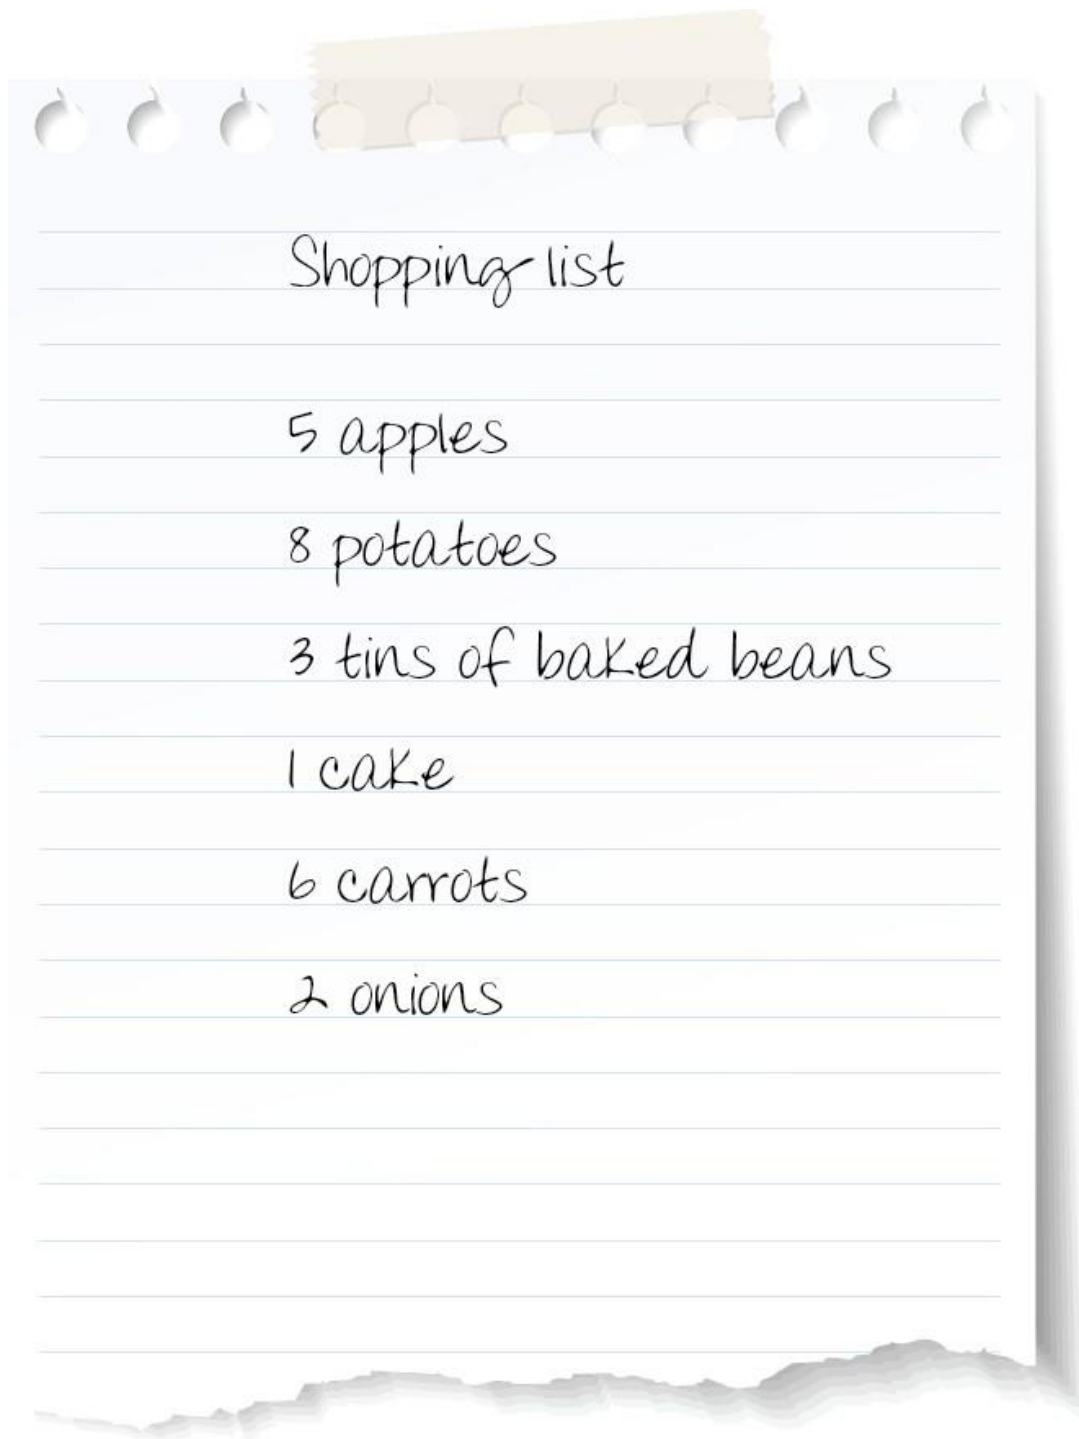 Shopping list
5 apples
8 potatoes
3 tins of baked beans
1 cake
6 carrots
2 onions